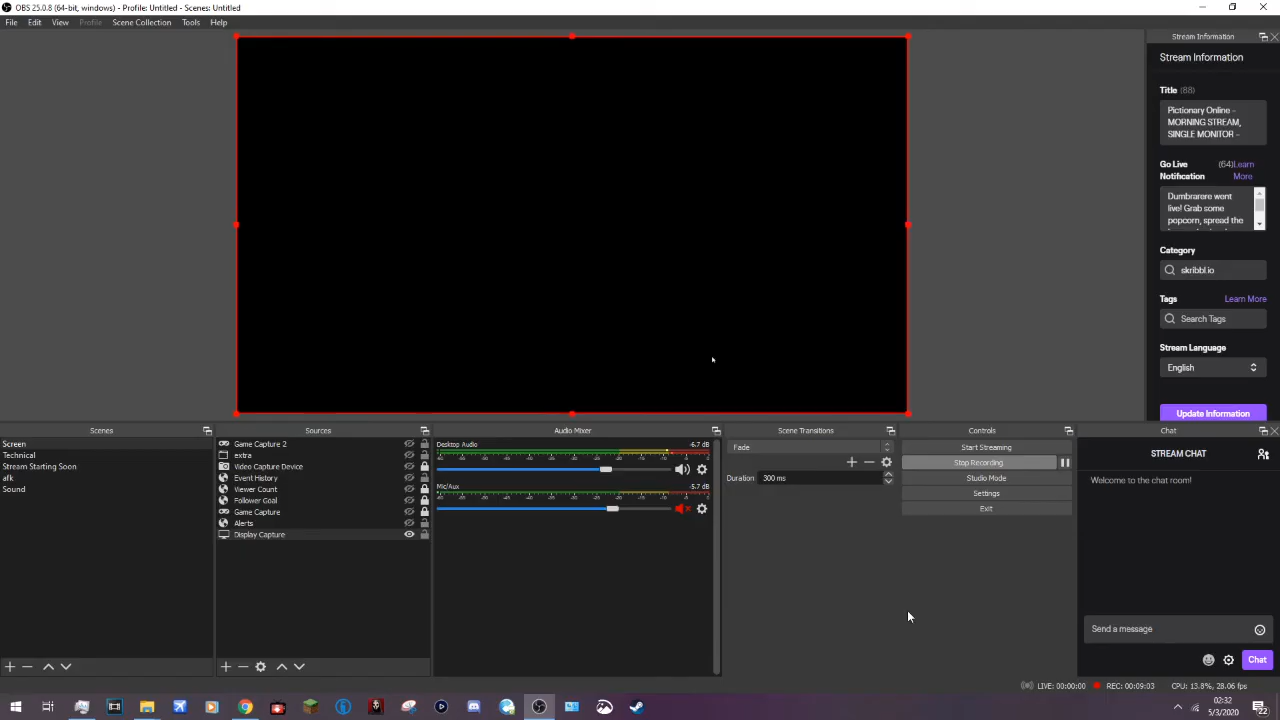 OBS 25.0.8 (64-bit, windows) - Profile: Untitled - Scenes: Untitled
File Edit View Profile Scene Collection Tools Help
Stream Information
Stream Information
Title (88)
Pictionary Online -
MORNING STREAM,
SINGLE MONITOR -
Go Live (64)Learn
Notification More
Dumbrarere went
live! Grab some
popcorn, spread the
Category
skribbl.io
Tags Learn More
Search Tags
Stream Language
English
Update Information
Scenes
Screen
Technical
Stream Starting Soon
afk
Sound
Sources
Game Capture 2
extra
Video Capture Device
Event History
Viewer Count
Follower Goal
Game Capture
Alerts
Display Capture
Audio Mixer
Desktop Audio -6.7 dB
Mic/Aux -5.7 dB
Scene Transitions
Fade
Duration 300 ms
Controls
Start Streaming
Stop Recording
Studio Mode
Settings
Exit
Chat
STREAM CHAT
Welcome to the chat room!
Send a message
Chat
LIVE: 00:00:00 REC: 00:09:03 CPU: 13.8%, 28.06 fps
02:32
5/3/2020
22